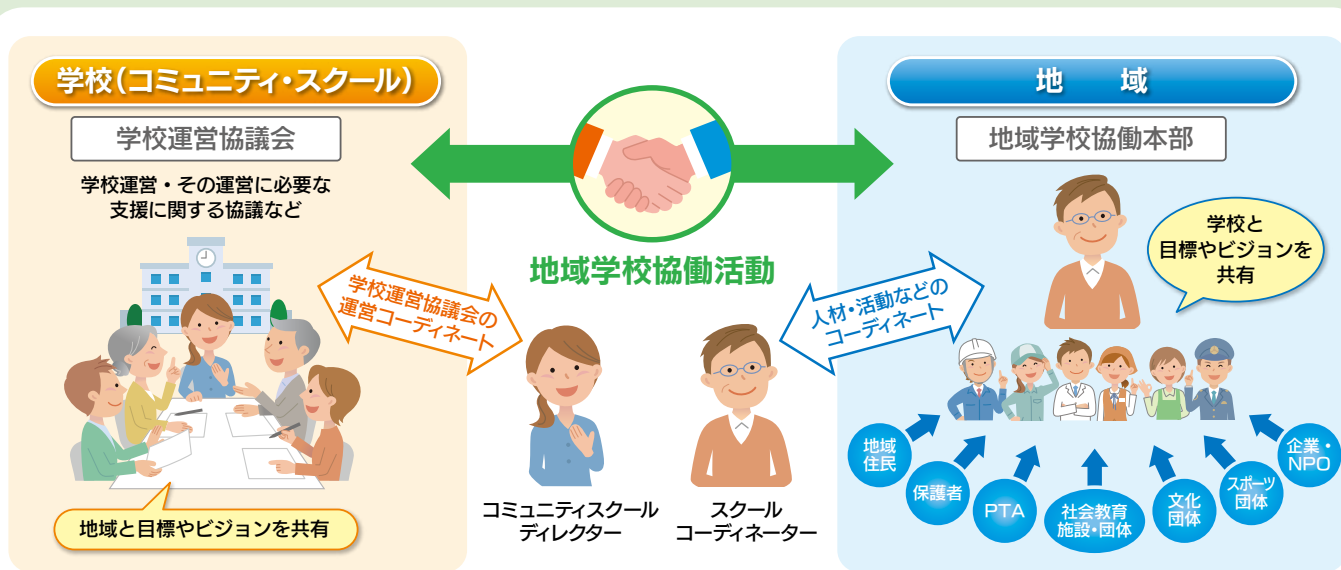 学校（コミュニティ・スクール）
学校運営協議会
学校運営・その運営に必要な
支援に関する協議など
地域と目標やビジョンを共有
地域学校協働活動
学校運営協議会の
運営コーディネート
人材・活動などの
コーディネート
コミュニティスクール
ディレクター
スクール
コーディネーター
地　域
地域学校協働本部
学校と
目標やビジョンを
共有
地域
住民
保護者
PTA
社会教育
施設・団体
文化
団体
スポーツ
団体
企業・
NPO